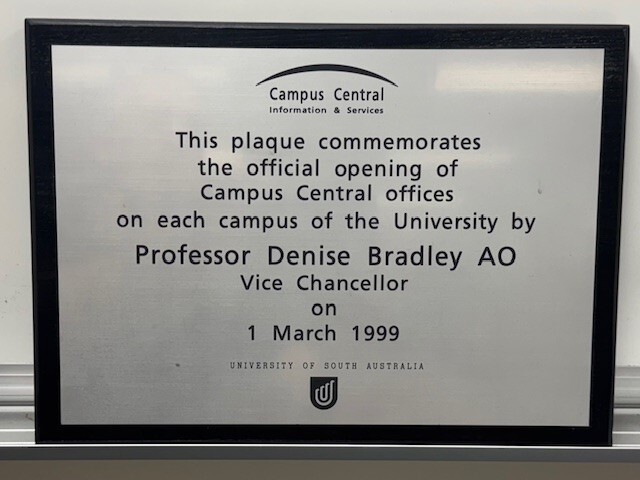 Campus Central
Information & Services
This plaque commemorates
the official opening of
Campus Central offices
on each campus of the University by
Professor Denise Bradley AO
Vice Chancellor
on
1 March 1999
UNIVERSITY OF SOUTH AUSTRALIA